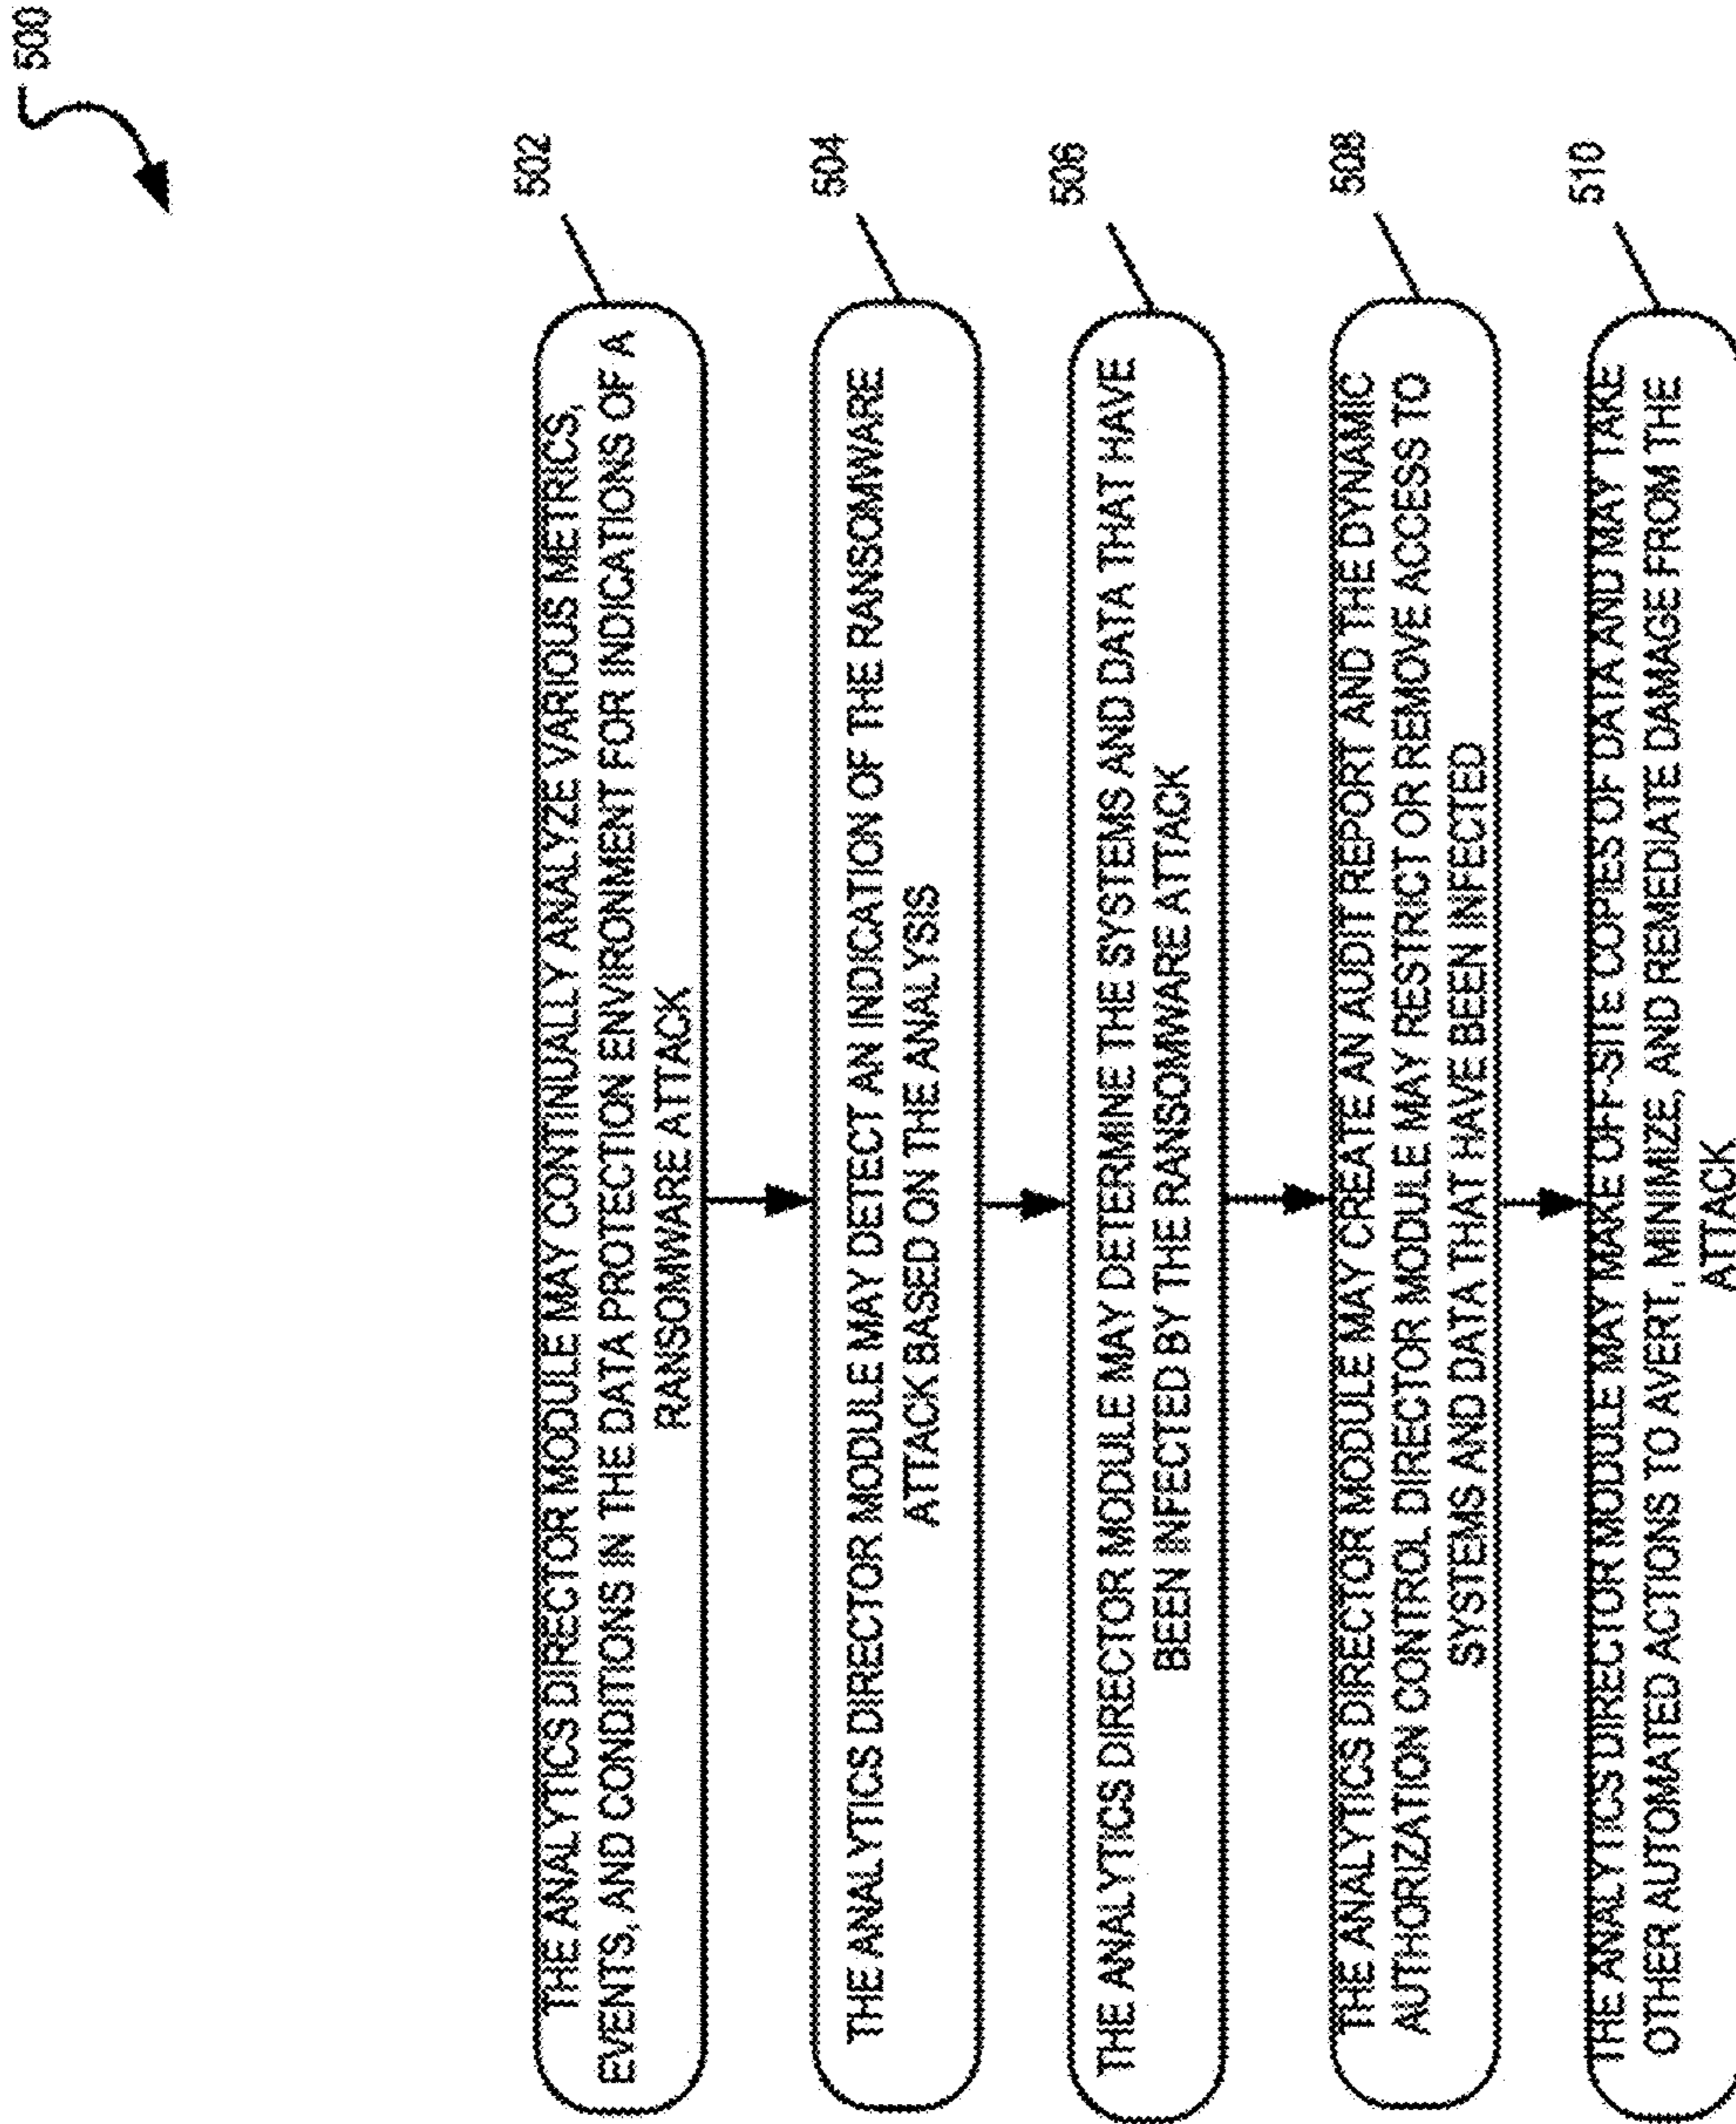 500
502
THE ANALYTICS DIRECTOR MODULE MAY CONTINUALLY ANALYZE VARIOUS METRICS,
EVENTS, AND CONDITIONS IN THE DATA PROTECTION ENVIRONMENT FOR INDICATIONS OF A
RANSOMWARE ATTACK
504
THE ANALYTICS DIRECTOR MODULE MAY DETECT AN INDICATION OF THE RANSOMWARE
ATTACK BASED ON THE ANALYSIS
506
THE ANALYTICS DIRECTOR MODULE MAY DETERMINE THE SYSTEMS AND DATA THAT HAVE
BEEN INFECTED BY THE RANSOMWARE ATTACK
508
THE ANALYTICS DIRECTOR MODULE MAY CREATE AN AUDIT REPORT AND THE DYNAMIC
AUTHORIZATION CONTROL DIRECTOR MODULE MAY RESTRICT OR REMOVE ACCESS TO
SYSTEMS AND DATA THAT HAVE BEEN INFECTED
510
THE ANALYTICS DIRECTOR MODULE MAY MAKE OFF-SITE COPIES OF DATA AND MAY TAKE
OTHER AUTOMATED ACTIONS TO AVERT, MINIMIZE, AND REMEDIATE DAMAGE FROM THE
ATTACK